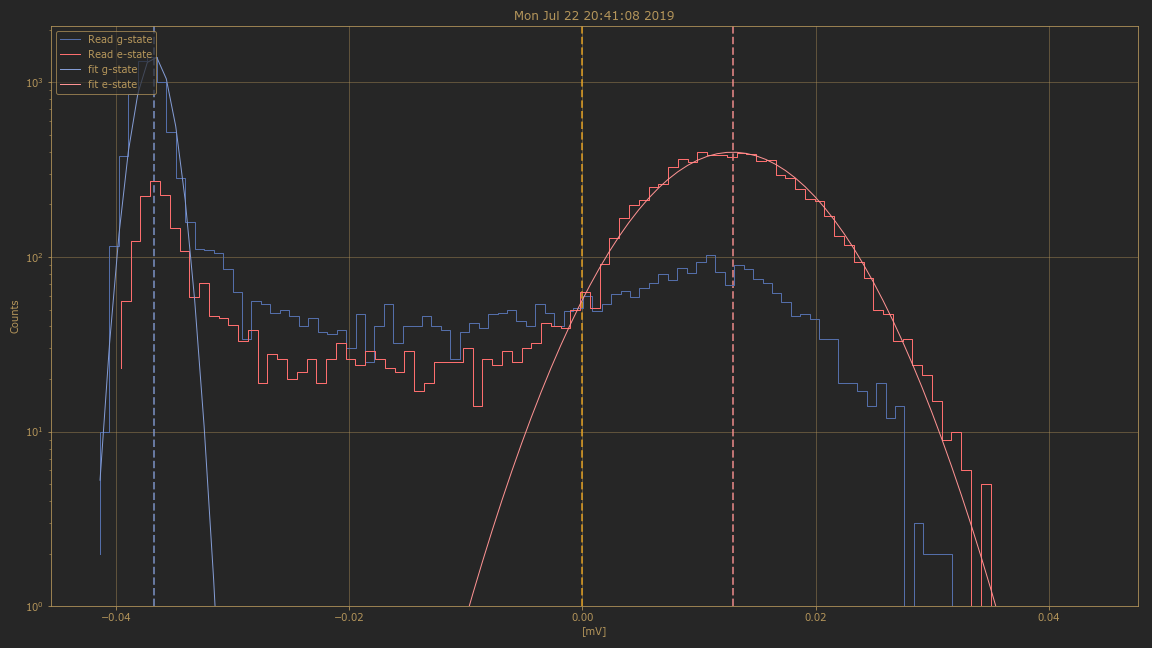 Mon Jul 22 20:41:08 2019
Read g-state
Read e-state
fit g-state
fit e-state
10³
10²
10¹
10⁰
Counts
−0.04
−0.02
0.00
0.02
0.04
[mV]